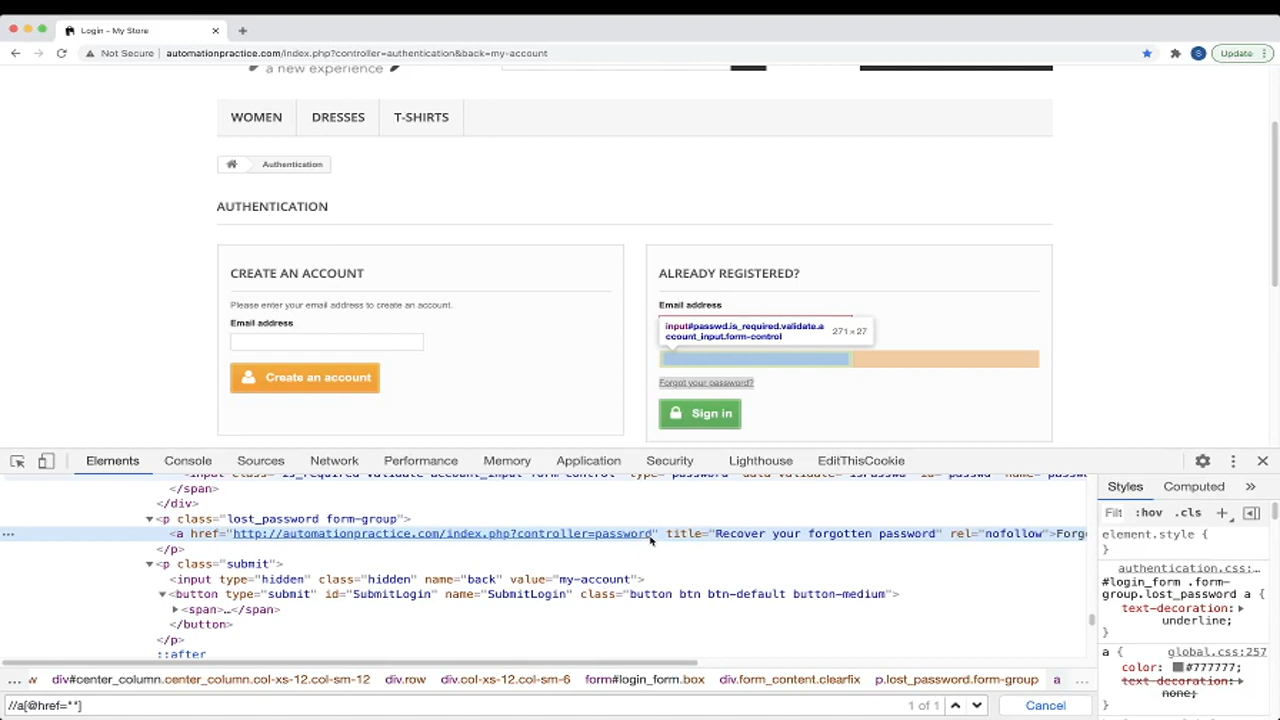 Login - My Store
Not Secure | automationpractice.com/index.php?controller=authentication&back=my-account
Update
a new experience
WOMEN DRESSES T-SHIRTS
Authentication
AUTHENTICATION
CREATE AN ACCOUNT
Please enter your email address to create an account.
Email address
Create an account
ALREADY REGISTERED?
Email address
input#passwd.is_required.validate.a
ccount_input.form-control
271×27
Forgot your password?
Sign in
Elements Console Sources Network Performance Memory Application Security Lighthouse EditThisCookie
</span>
</div>
<p class="lost_password form-group">
<a href="http://automationpractice.com/index.php?controller=password" title="Recover your forgotten password" rel="nofollow">Forg
</p>
<p class="submit">
<input type="hidden" class="hidden" name="back" value="my-account">
<button type="submit" id="SubmitLogin" name="SubmitLogin" class="button btn btn-default button-medium">
<span>…</span>
</button>
</p>
::after
… w div#center_column.center_column.col-xs-12.col-sm-12 div.row div.col-xs-12.col-sm-6 form#login_form.box div.form_content.clearfix p.lost_password.form-group a …
//a[@href=""]
1 of 1
Cancel
Styles Computed »
Filt :hov .cls
element.style {
}
authentication.css:…
#login_form .form-
group.lost_password a {
text-decoration:
underline;
}
a { global.css:257
color: #777777;
text-decoration:
none;
}